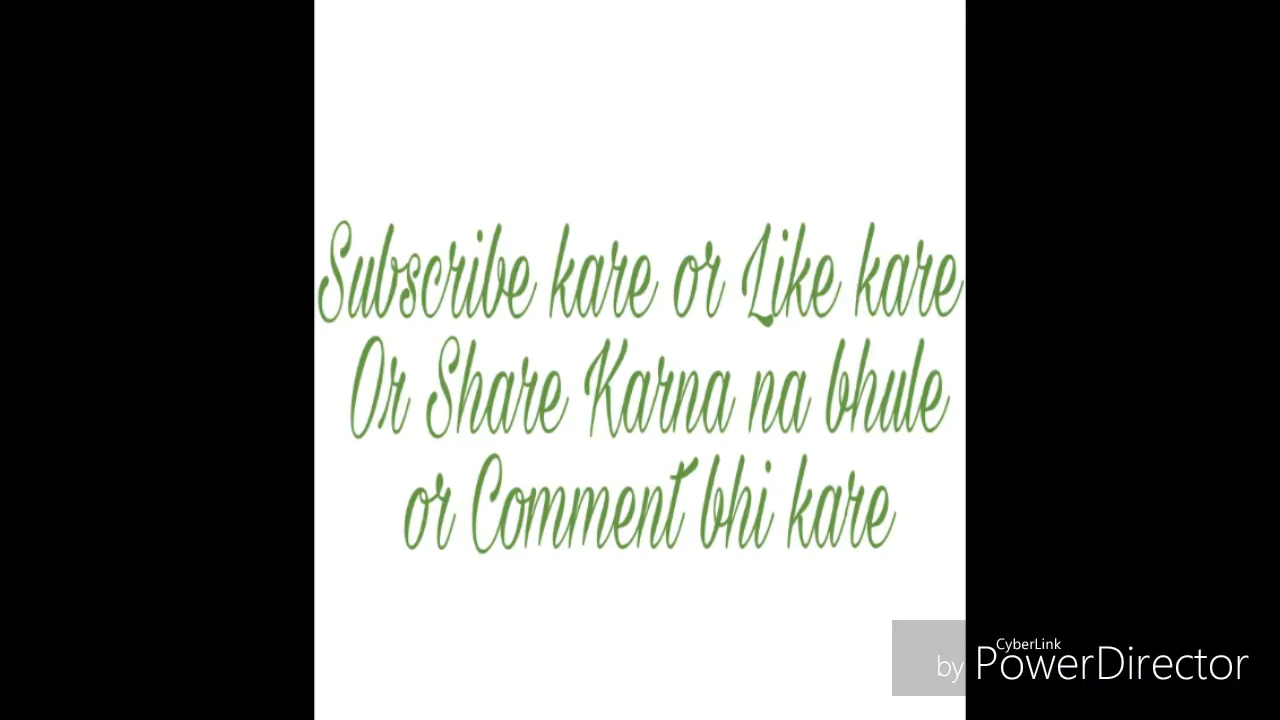 Subscribe kare or Like kare
Or Share Karna na bhule
or Comment bhi kare
CyberLink
by PowerDirector